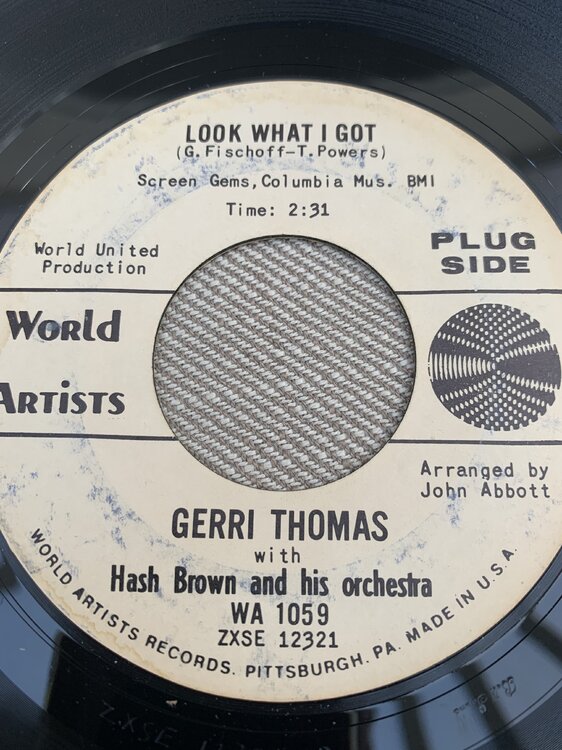 LOOK WHAT I GOT
(G. Fischoff-T. Powers)
Screen Gems, Columbia Mus. BMI
Time: 2:31
World United
Production
PLUG
SIDE
World
Artists
Arranged by
John Abbott
GERRI THOMAS
with
Hash Brown and his orchestra
WA 1059
ZXSE 12321
WORLD ARTISTS RECORDS. PITTSBURGH. PA. MADE IN U.S.A.